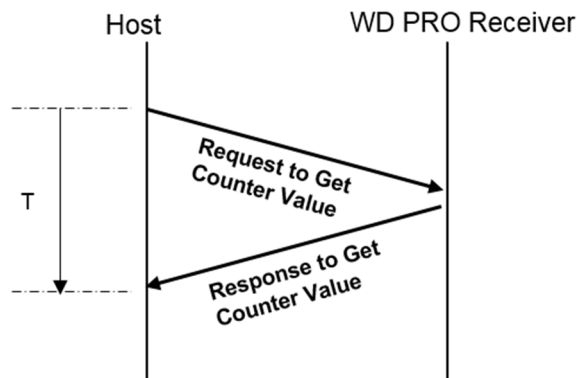 Host
WD PRO Receiver
Request to Get
Counter Value
T
Response to Get
Counter Value